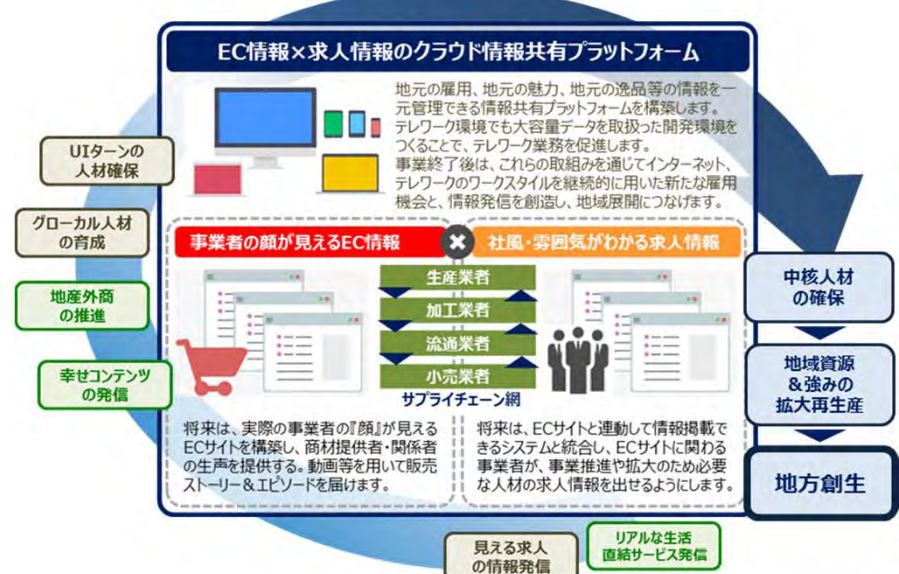 EC情報×求人情報のクラウド情報共有プラットフォーム
地元の雇用、地元の魅力、地元の逸品等の情報を一
元管理できる情報共有プラットフォームを構築します。
テレワーク環境でも大容量データを取扱った開発環境を
つくることで、テレワーク業務を促進します。
事業終了後は、これらの取組みを通じてインターネット、
テレワークのワークスタイルを継続的に用いた新たな雇用
機会と、情報発信を創造し、地域展開につなげます。
UIターンの
人材確保
グローカル人材
の育成
地産外商
の推進
幸せコンテンツ
の発信
事業者の顔が見えるEC情報
×
社風・雰囲気がわかる求人情報
生産業者
加工業者
流通業者
小売業者
サプライチェーン網
将来は、実際の事業者の『顔』が見える
ECサイトを構築し、商材提供者・関係者
の生声を提供する。動画等を用いて販売
ストーリー＆エピソードを届けます。
将来は、ECサイトと連動して情報掲載で
きるシステムと統合し、ECサイトに関わる
事業者が、事業推進や拡大のため必要
な人材の求人情報を出せるようにします。
中核人材
の確保
地域資源
＆強みの
拡大再生産
地方創生
見える求人
の情報発信
リアルな生活
直結サービス発信